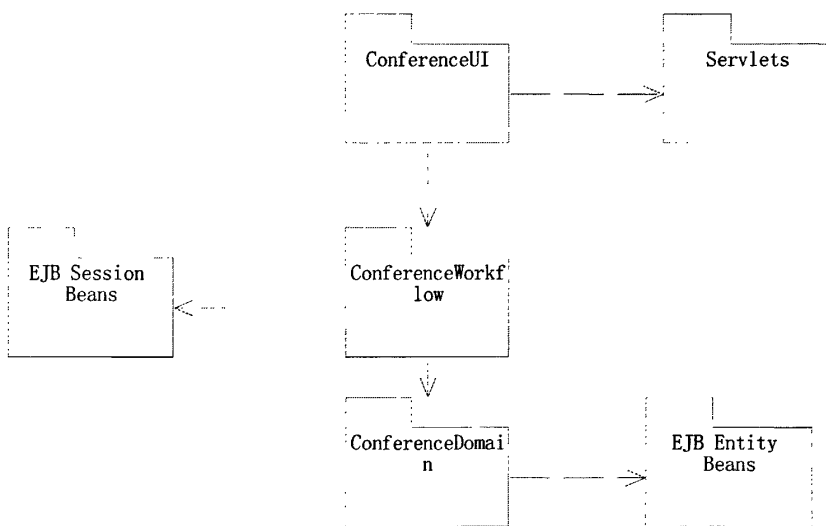 ConferenceUI
Servlets
EJB Session
Beans
ConferenceWorkf
low
ConferenceDomai
n
EJB Entity
Beans